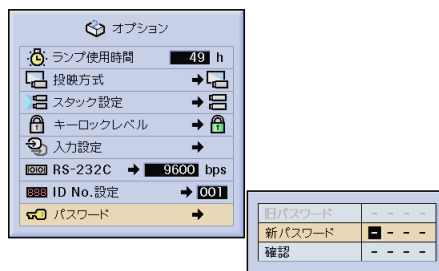 オプション
ランプ使用時間 49 h
投映方式
スタック設定
キーロックレベル
入力設定
RS-232C 9600 bps
ID No.設定 001
パスワード
旧パスワード - - - -
新パスワード - - - -
確認 - - - -